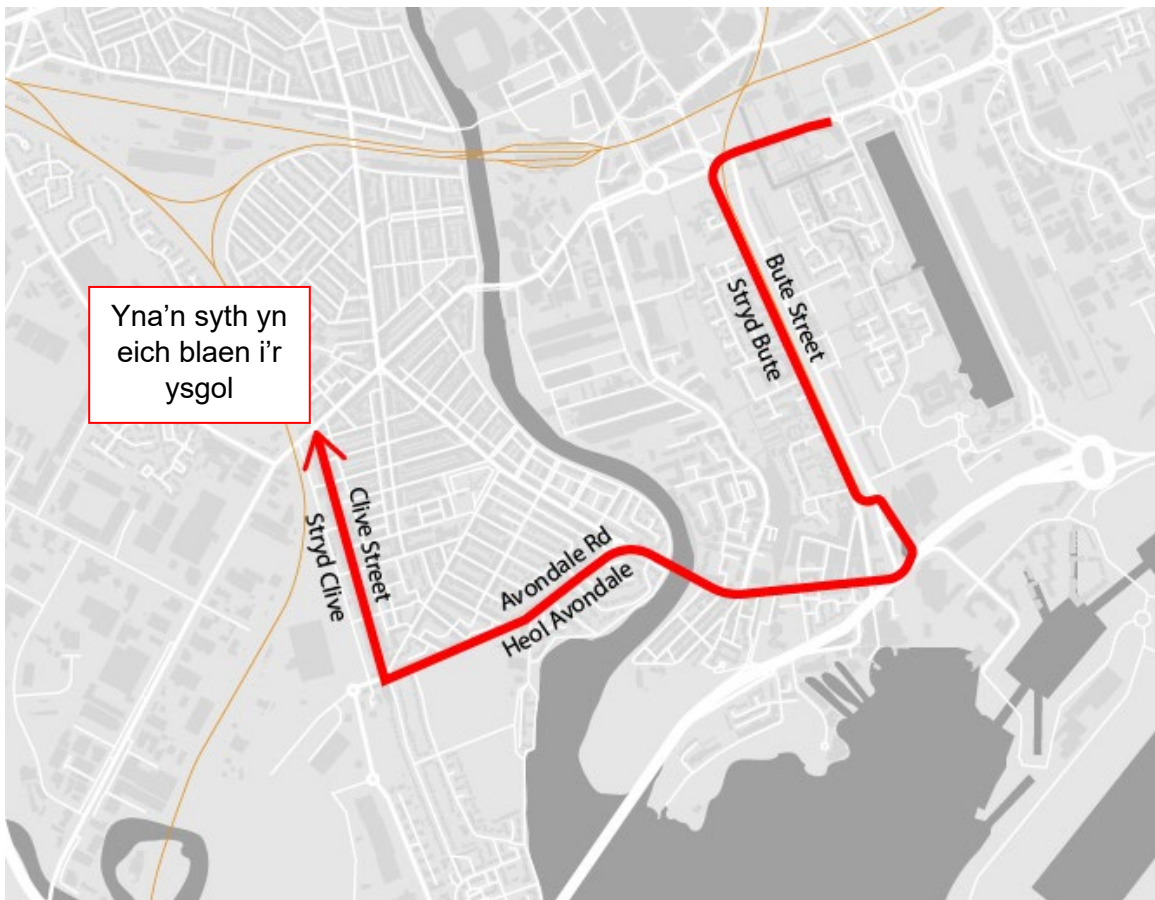 Yna’n syth yn
eich blaen i’r
ysgol
Bute Street
Stryd Bute
Clive Street
Stryd Clive
Avondale Rd
Heol Avondale